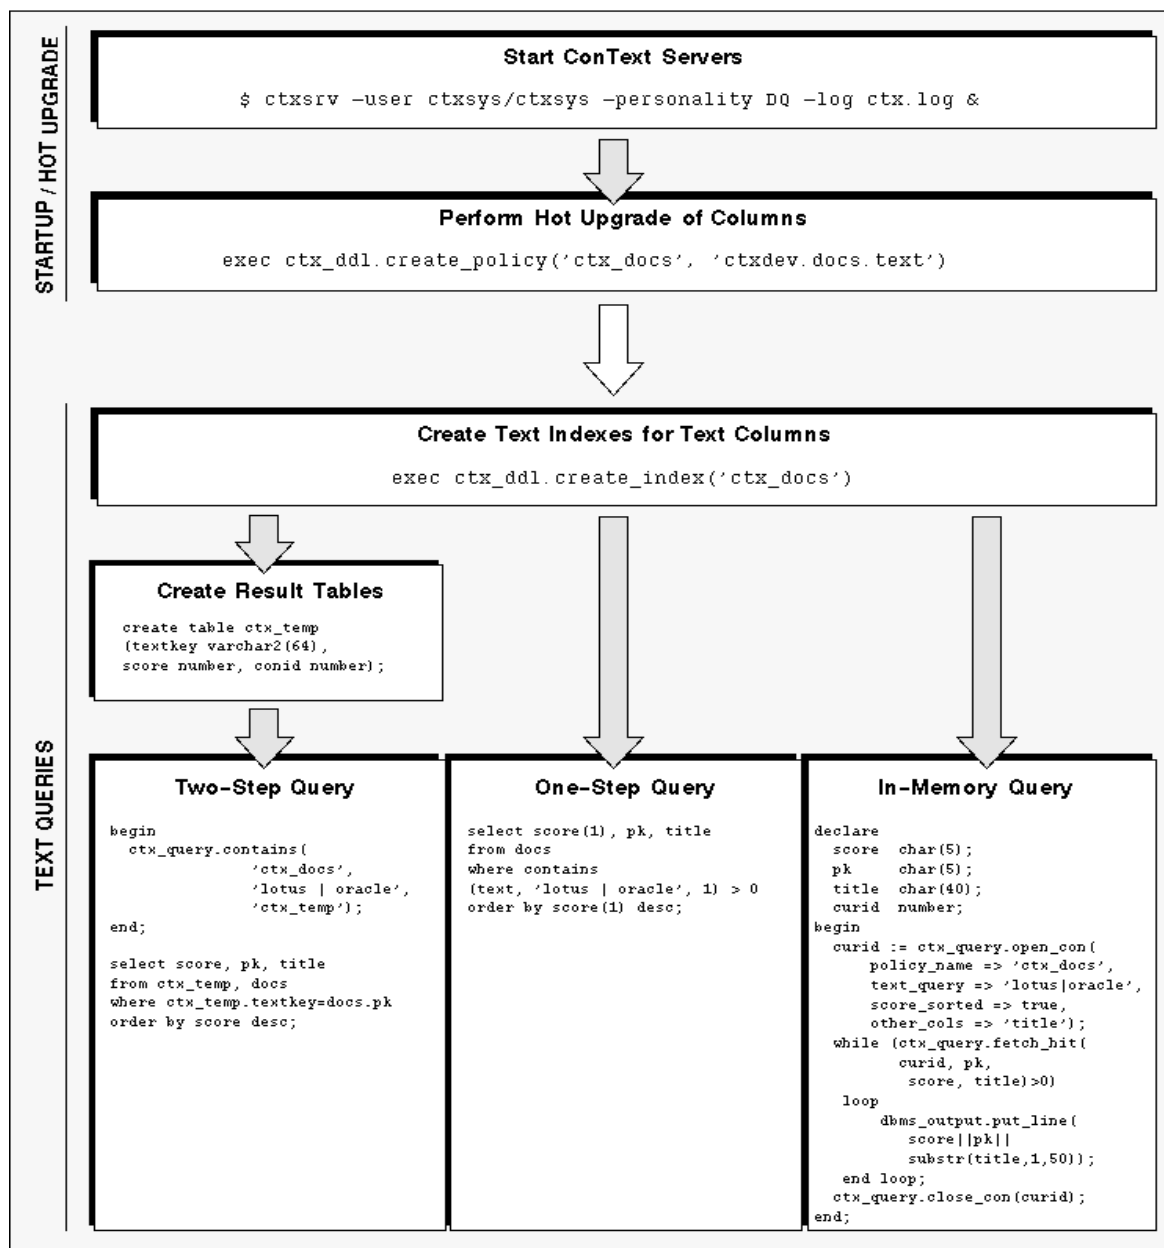 STARTUP / HOT UPGRADE
Start ConText Servers
$ ctxsrv –user ctxsys/ctxsys –personality DQ –log ctx.log &
Perform Hot Upgrade of Columns
exec ctx_ddl.create_policy('ctx_docs', 'ctxdev.docs.text')
TEXT QUERIES
Create Text Indexes for Text Columns
exec ctx_ddl.create_index('ctx_docs')
Create Result Tables
create table ctx_temp
(textkey varchar2(64),
score number, conid number);
Two–Step Query
begin
ctx_query.contains(
'ctx_docs',
'lotus | oracle',
'ctx_temp');
end;
select score, pk, title
from ctx_temp, docs
where ctx_temp.textkey=docs.pk
order by score desc;
One–Step Query
select score(1), pk, title
from docs
where contains
(text, 'lotus | oracle', 1) > 0
order by score(1) desc;
In–Memory Query
declare
score char(5);
pk char(5);
title char(40);
curid number;
begin
curid := ctx_query.open_con(
policy_name => 'ctx_docs',
text_query => 'lotus|oracle',
score_sorted => true,
other_cols => 'title');
while (ctx_query.fetch_hit(
curid, pk,
score, title)>0)
loop
dbms_output.put_line(
score||pk||
substr(title,1,50));
end loop;
ctx_query.close_con(curid);
end;